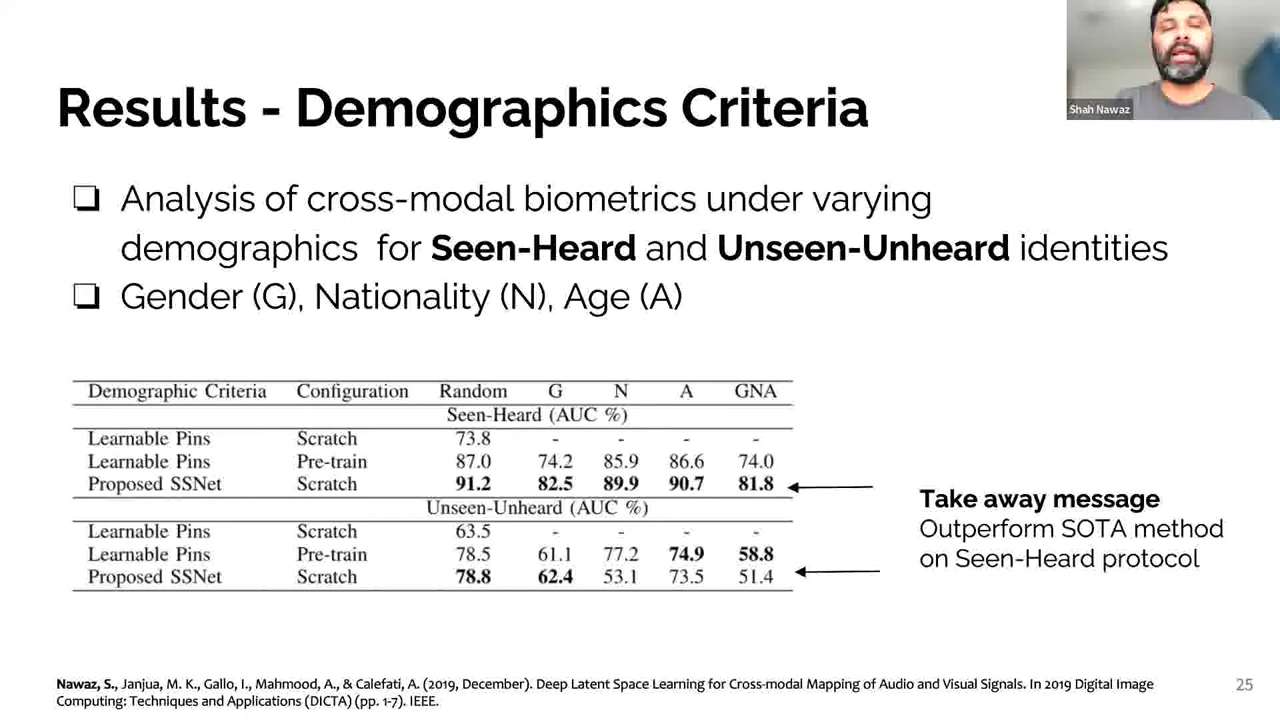 Shah Nawaz
Results - Demographics Criteria
❏ Analysis of cross-modal biometrics under varying
demographics for Seen-Heard and Unseen-Unheard identities
❏ Gender (G), Nationality (N), Age (A)
Demographic Criteria Configuration Random G N A GNA
Seen-Heard (AUC %)
Learnable Pins Scratch 73.8 - - - -
Learnable Pins Pre-train 87.0 74.2 85.9 86.6 74.0
Proposed SSNet Scratch 91.2 82.5 89.9 90.7 81.8
Unseen-Unheard (AUC %)
Learnable Pins Scratch 63.5 - - - -
Learnable Pins Pre-train 78.5 61.1 77.2 74.9 58.8
Proposed SSNet Scratch 78.8 62.4 53.1 73.5 51.4
Take away message
Outperform SOTA method
on Seen-Heard protocol
Nawaz, S., Janjua, M. K., Gallo, I., Mahmood, A., & Calefati, A. (2019, December). Deep Latent Space Learning for Cross-modal Mapping of Audio and Visual Signals. In 2019 Digital Image
Computing: Techniques and Applications (DICTA) (pp. 1-7). IEEE.
25